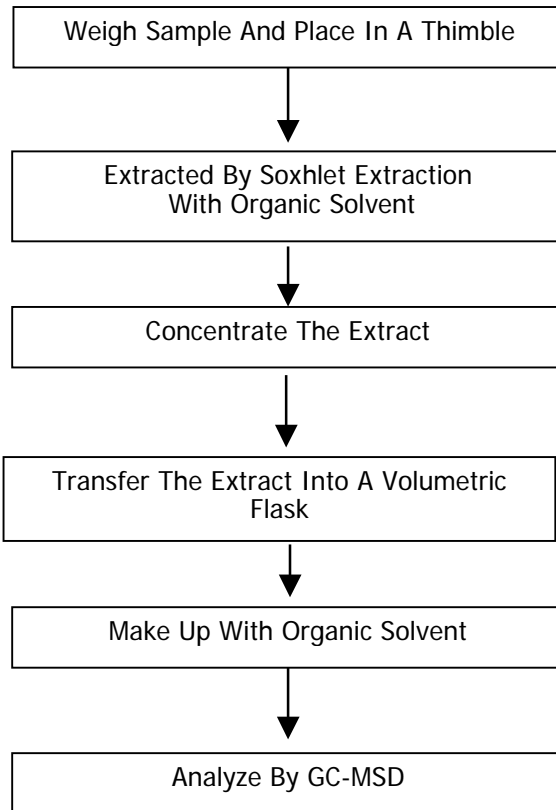 Weigh Sample And Place In A Thimble
Extracted By Soxhlet Extraction
With Organic Solvent
Concentrate The Extract
Transfer The Extract Into A Volumetric
Flask
Make Up With Organic Solvent
Analyze By GC-MSD